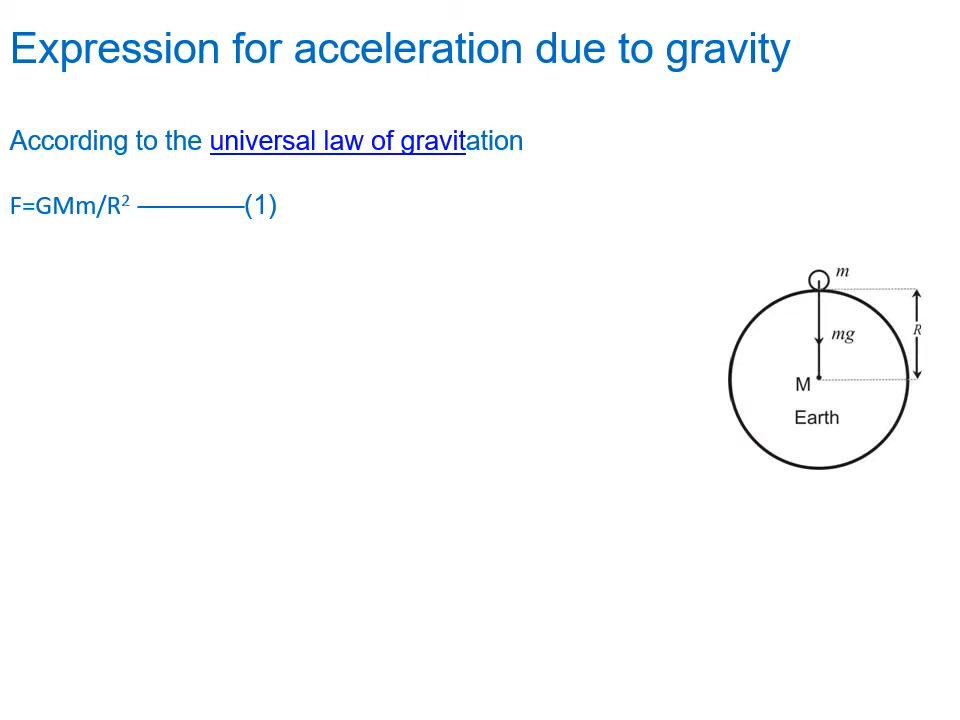 Expression for acceleration due to gravity
According to the universal law of gravitation
F=GMm/R² ————(1)
m
mg
R
M
Earth